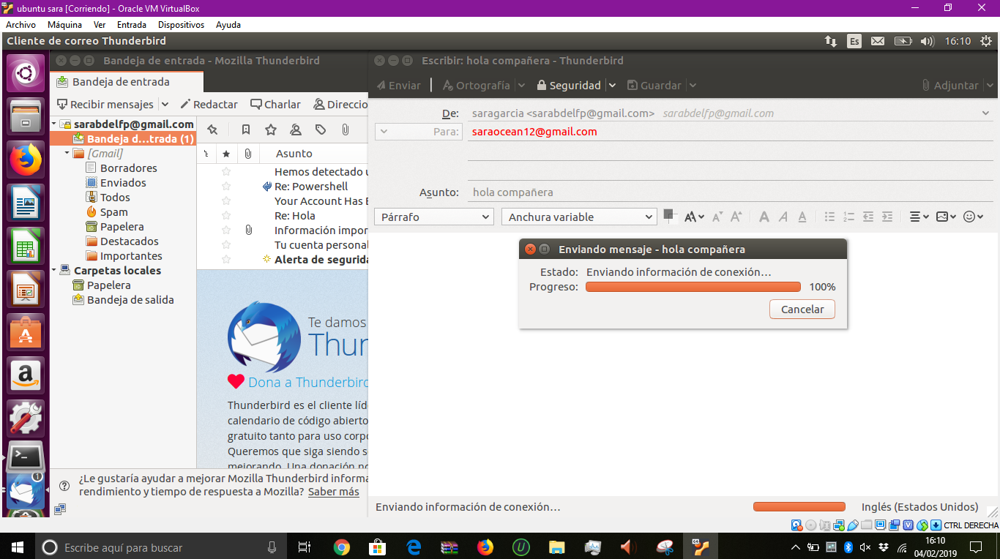 ubuntu sara [Corriendo] - Oracle VM VirtualBox
Archivo Máquina Ver Entrada Dispositivos Ayuda
Cliente de correo Thunderbird Es 16:10
Bandeja de entrada - Mozilla Thunderbird
Bandeja de entrada
Recibir mensajes Redactar Charlar Direccio
sarabdelfp@gmail.com
Bandeja d...trada (1)
[Gmail]
Borradores
Enviados
Todos
Spam
Papelera
Destacados
Importantes
Carpetas locales
Papelera
Bandeja de salida
Asunto
Hemos detectado u
Re: Powershell
Your Account Has B
Re: Hola
Información impor
Tu cuenta personal
Alerta de segurida
Te damos
Thun
Dona a Thunderbird
Thunderbird es el cliente líd
calendario de código abierto
gratuito tanto para uso corpo
Queremos que siga siendo s
mejorando. Una donación no
¿Le gustaría ayudar a mejorar Mozilla Thunderbird informa
rendimiento y tiempo de respuesta a Mozilla? Saber más
1
Escribir: hola compañera - Thunderbird
Enviar Ortografía Seguridad Guardar Adjuntar
De: saragarcia <sarabdelfp@gmail.com> sarabdelfp@gmail.com
Para: saraocean12@gmail.com
Asunto: hola compañera
Párrafo Anchura variable
Enviando mensaje - hola compañera
Estado: Enviando información de conexión...
Progreso: 100%
Cancelar
Enviando información de conexión... Inglés (Estados Unidos)
CTRL DERECHA
Escribe aquí para buscar
16:10
04/02/2019